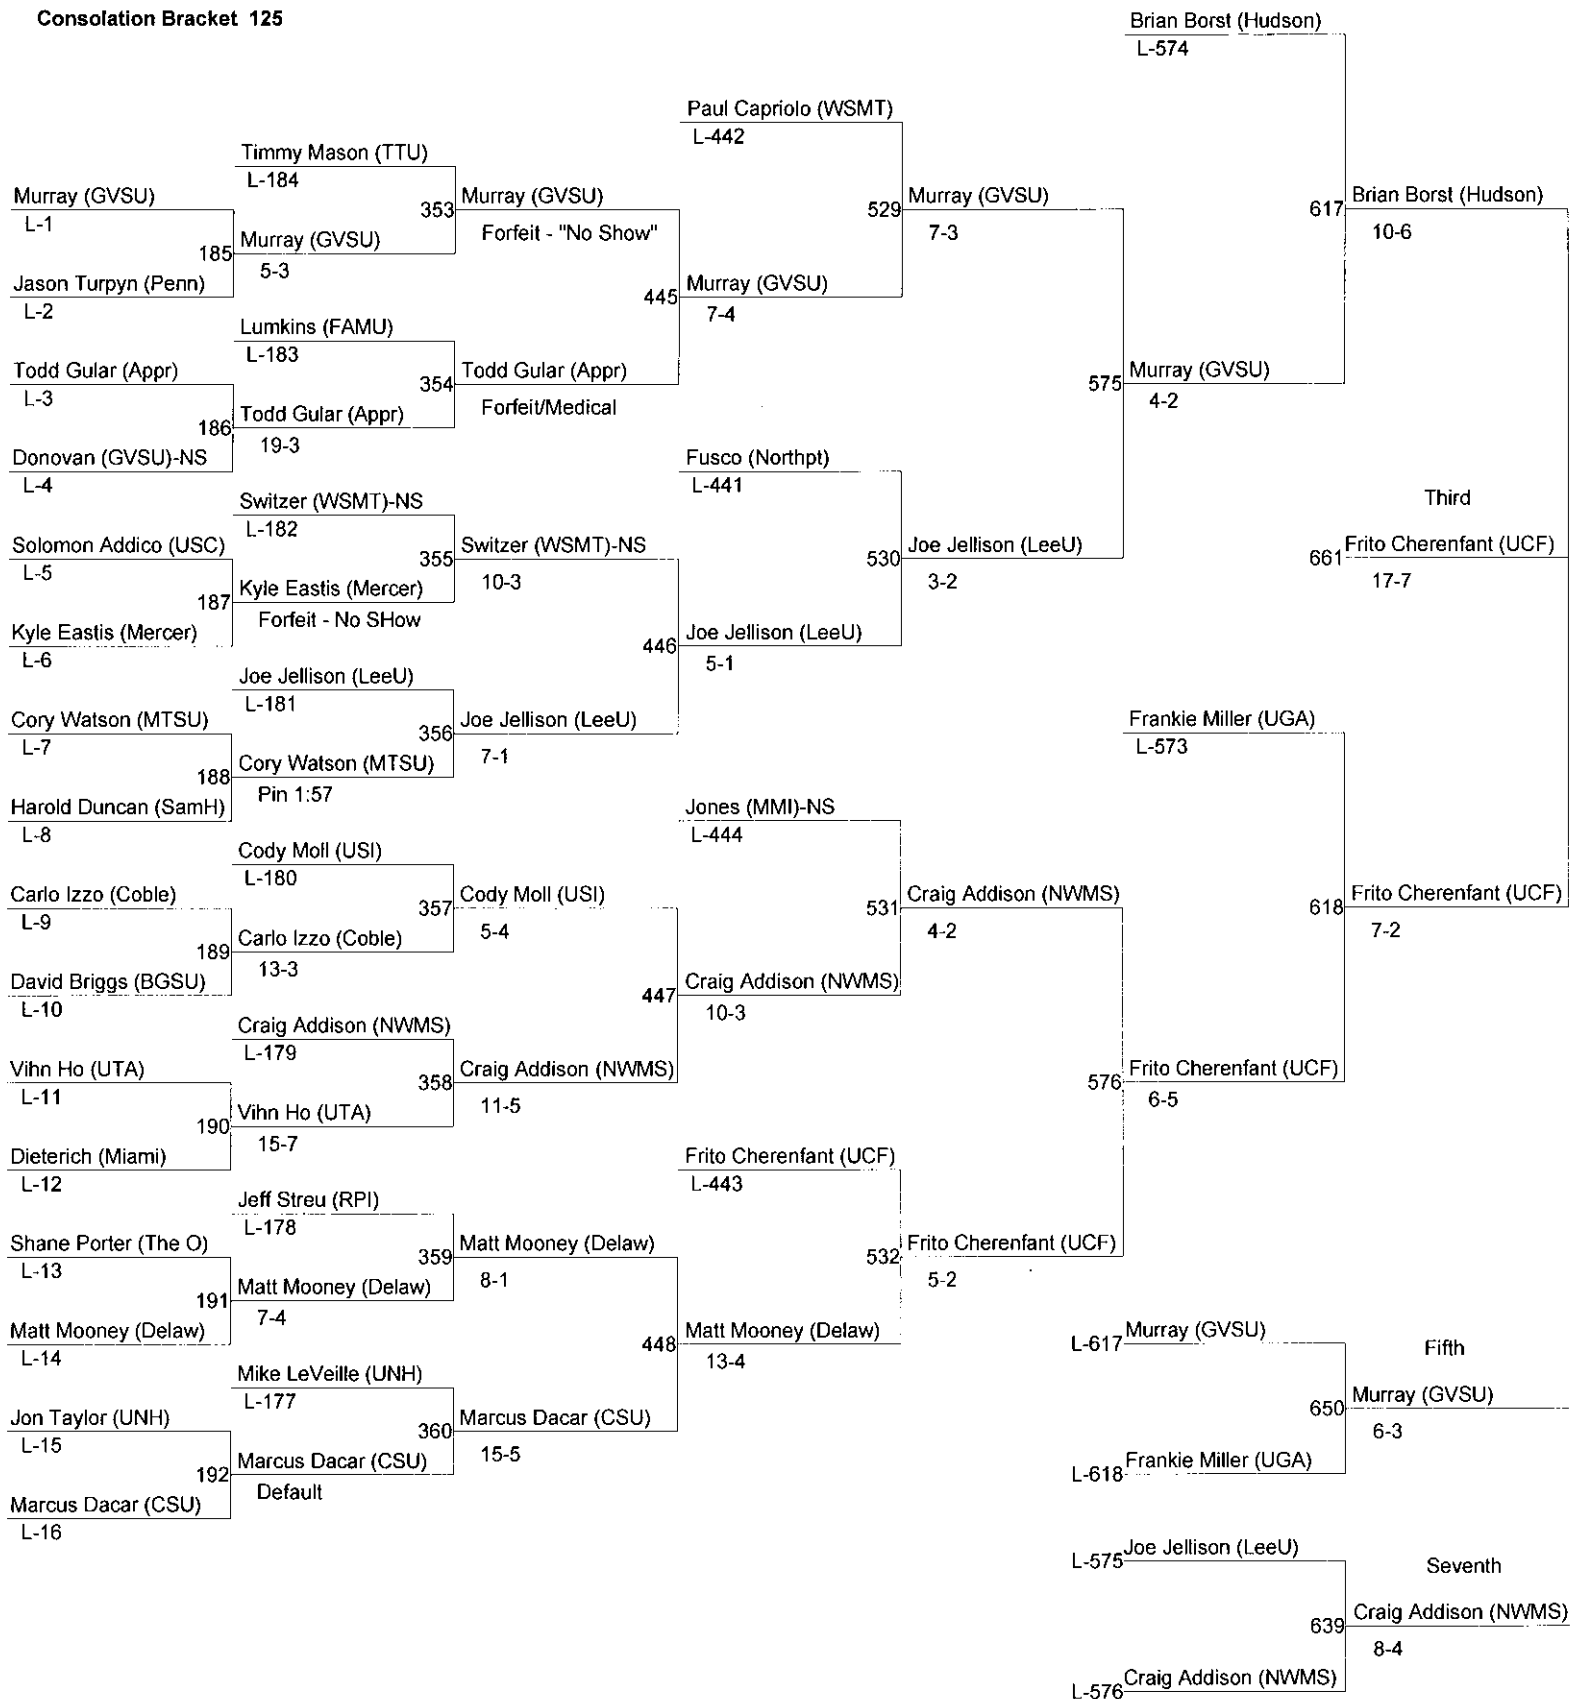 Consolation Bracket 125
Murray (GVSU)
L-1
185
Jason Turpyn (Penn)
L-2
Todd Gular (Appr)
L-3
186
Donovan (GVSU)-NS
L-4
Solomon Addico (USC)
L-5
187
Kyle Eastis (Mercer)
L-6
Cory Watson (MTSU)
L-7
188
Harold Duncan (SamH)
L-8
Carlo Izzo (Coble)
L-9
189
David Briggs (BGSU)
L-10
Vihn Ho (UTA)
L-11
190
Dieterich (Miami)
L-12
Shane Porter (The O)
L-13
191
Matt Mooney (Delaw)
L-14
Jon Taylor (UNH)
L-15
192
Marcus Dacar (CSU)
L-16
Timmy Mason (TTU)
L-184
353
Murray (GVSU)
5-3
Lumkins (FAMU)
L-183
354
Todd Gular (Appr)
19-3
Switzer (WSMT)-NS
L-182
355
Kyle Eastis (Mercer)
Forfeit - No SHow
Joe Jellison (LeeU)
L-181
356
Cory Watson (MTSU)
Pin 1:57
Cody Moll (USI)
L-180
357
Carlo Izzo (Coble)
13-3
Craig Addison (NWMS)
L-179
358
Vihn Ho (UTA)
15-7
Jeff Streu (RPI)
L-178
359
Matt Mooney (Delaw)
7-4
Mike LeVeille (UNH)
L-177
360
Marcus Dacar (CSU)
Default
Murray (GVSU)
Forfeit - "No Show"
445
Todd Gular (Appr)
Forfeit/Medical
Switzer (WSMT)-NS
10-3
446
Joe Jellison (LeeU)
7-1
Cody Moll (USI)
5-4
447
Craig Addison (NWMS)
11-5
Matt Mooney (Delaw)
8-1
448
Marcus Dacar (CSU)
15-5
Paul Capriolo (WSMT)
L-442
529
Murray (GVSU)
7-4
Fusco (Northpt)
L-441
530
Joe Jellison (LeeU)
5-1
Jones (MMI)-NS
L-444
531
Craig Addison (NWMS)
10-3
Frito Cherenfant (UCF)
L-443
532
Matt Mooney (Delaw)
13-4
Murray (GVSU)
7-3
575
Joe Jellison (LeeU)
3-2
Craig Addison (NWMS)
4-2
576
Frito Cherenfant (UCF)
5-2
Brian Borst (Hudson)
L-574
617
Murray (GVSU)
4-2
Frankie Miller (UGA)
L-573
618
Frito Cherenfant (UCF)
6-5
Brian Borst (Hudson)
10-6
Third
661
Frito Cherenfant (UCF)
17-7
Frito Cherenfant (UCF)
7-2
L-617
Murray (GVSU)
Fifth
650
Murray (GVSU)
6-3
L-618
Frankie Miller (UGA)
L-575
Joe Jellison (LeeU)
Seventh
639
Craig Addison (NWMS)
8-4
L-576
Craig Addison (NWMS)